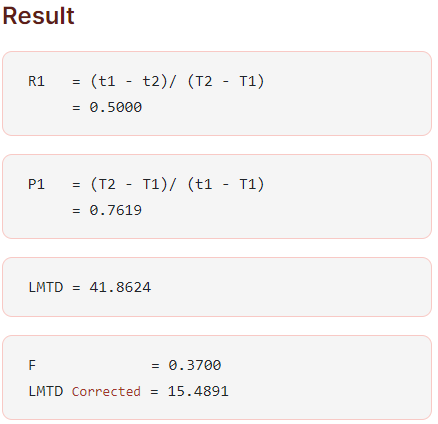 Result
R1 = (t1 - t2)/ (T2 - T1)
= 0.5000
P1 = (T2 - T1)/ (t1 - T1)
= 0.7619
LMTD = 41.8624
F = 0.3700
LMTD Corrected = 15.4891